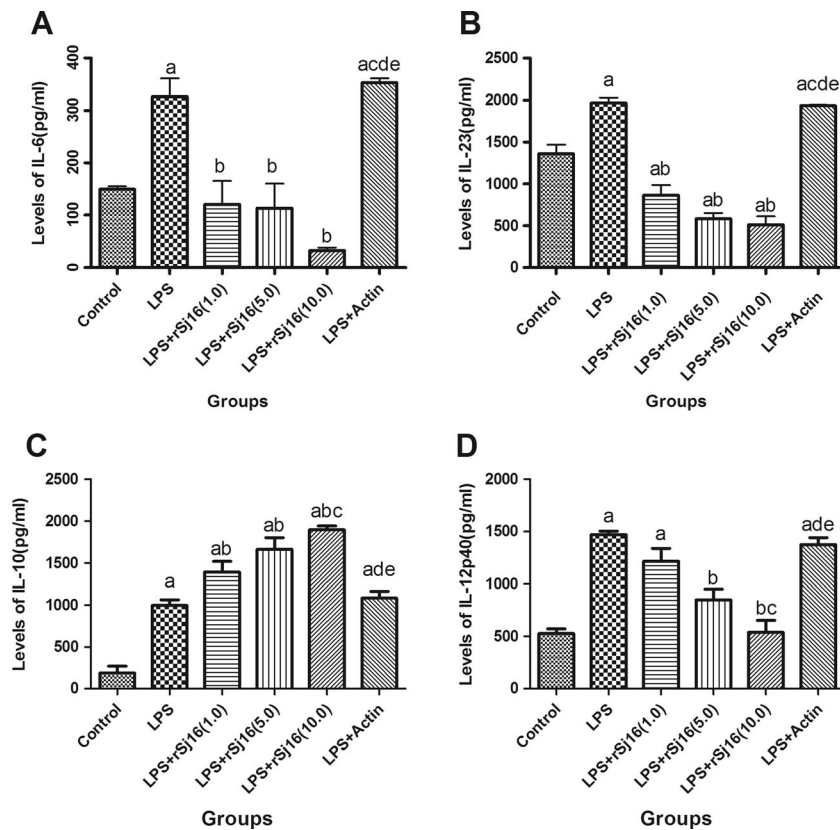 A
Levels of IL-6(pg/ml)
400
300
200
100
0
a
b
b
b
acde
Control
LPS
LPS+rSj16(1.0)
LPS+rSj16(5.0)
LPS+rSj16(10.0)
LPS+Actin
Groups
B
Levels of IL-23(pg/ml)
2500
2000
1500
1000
500
0
a
ab
ab
ab
acde
Control
LPS
LPS+rSj16(1.0)
LPS+rSj16(5.0)
LPS+rSj16(10.0)
LPS+Actin
Groups
C
Levels of IL-10(pg/ml)
2500
2000
1500
1000
500
0
a
ab
ab
abc
ade
Control
LPS
LPS+rSj16(1.0)
LPS+rSj16(5.0)
LPS+rSj16(10.0)
LPS+Actin
Groups
D
Levels of IL-12p40(pg/ml)
2000
1500
1000
500
0
a
a
b
bc
ade
Control
LPS
LPS+rSj16(1.0)
LPS+rSj16(5.0)
LPS+rSj16(10.0)
LPS+Actin
Groups